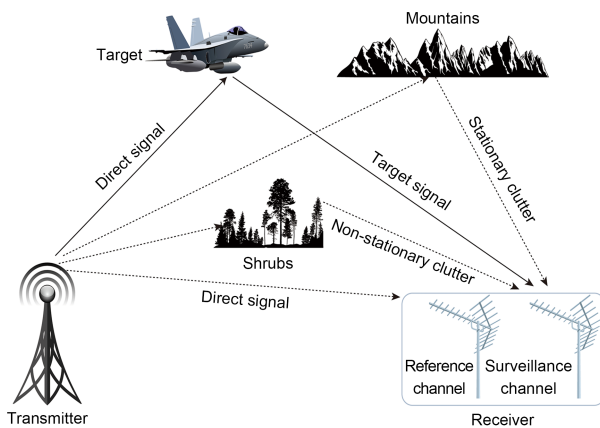 Mountains
Target
Direct signal
Target signal
Stationary clutter
Non-stationary clutter
Shrubs
Direct signal
Reference
channel
Surveillance
channel
Transmitter
Receiver